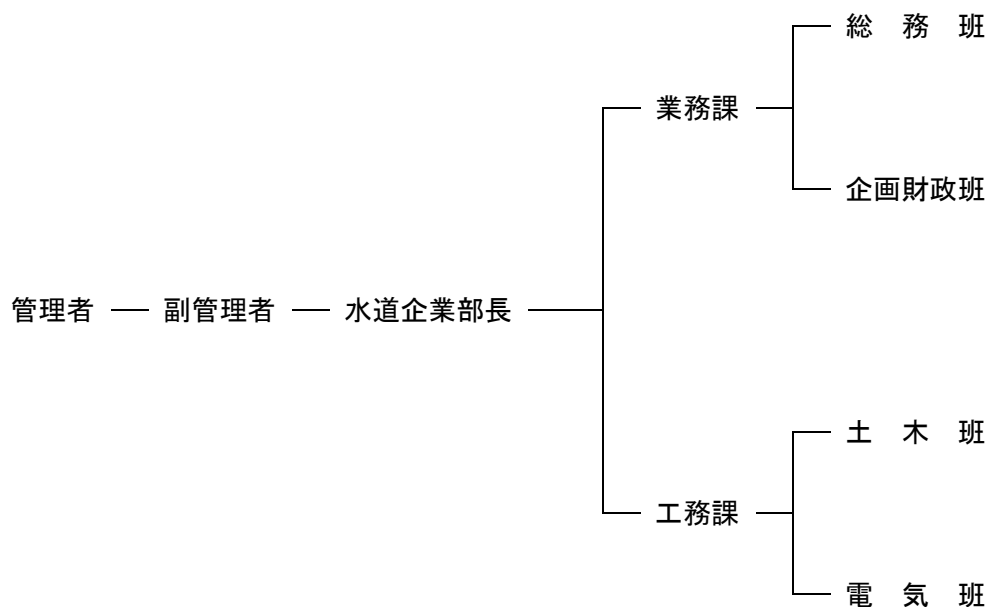 総　務　班
業務課
企画財政班
管理者
副管理者
水道企業部長
土　木　班
工務課
電　気　班